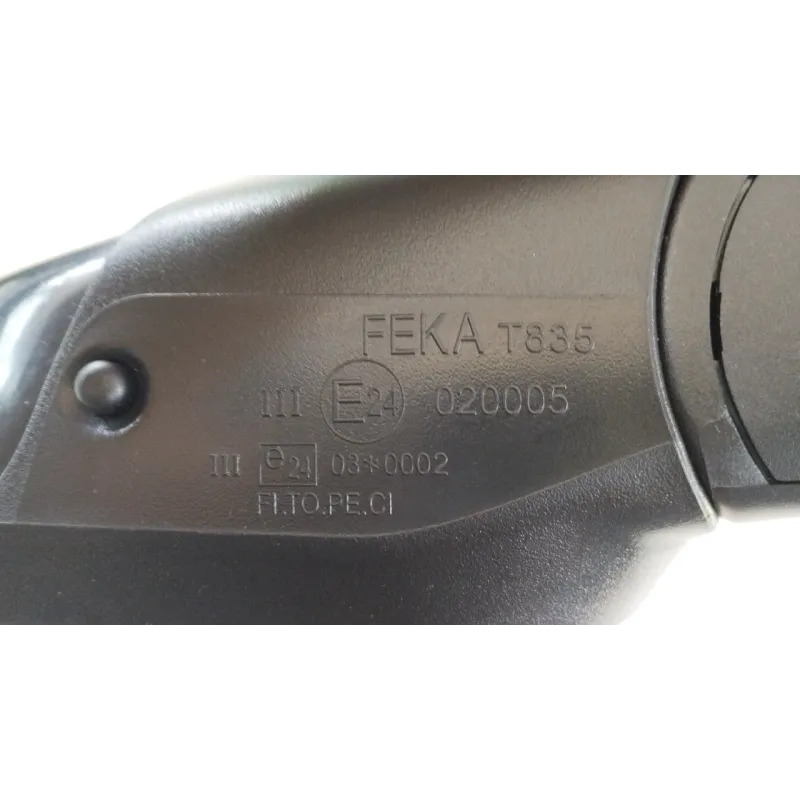 FEKA T835
III E24 020005
III e24 03*0002
FI.TO.PE.CI